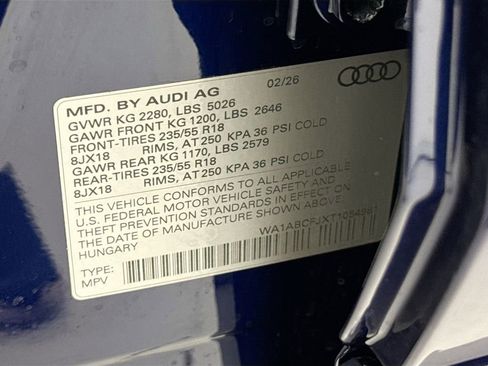 MFD. BY AUDI AG 02/26
GVWR KG 2280, LBS 5026
GAWR FRONT KG 1200, LBS 2646
FRONT-TIRES 235/55 R18
8JX18 RIMS, AT 250 KPA 36 PSI COLD
GAWR REAR KG 1170, LBS 2579
REAR-TIRES 235/55 R18
8JX18 RIMS, AT 250 KPA 36 PSI COLD
THIS VEHICLE CONFORMS TO ALL APPLICABLE
U.S. FEDERAL MOTOR VEHICLE SAFETY AND
THEFT PREVENTION STANDARDS IN EFFECT ON
THE DATE OF MANUFACTURE SHOWN ABOVE.
HUNGARY
TYPE:
MPV